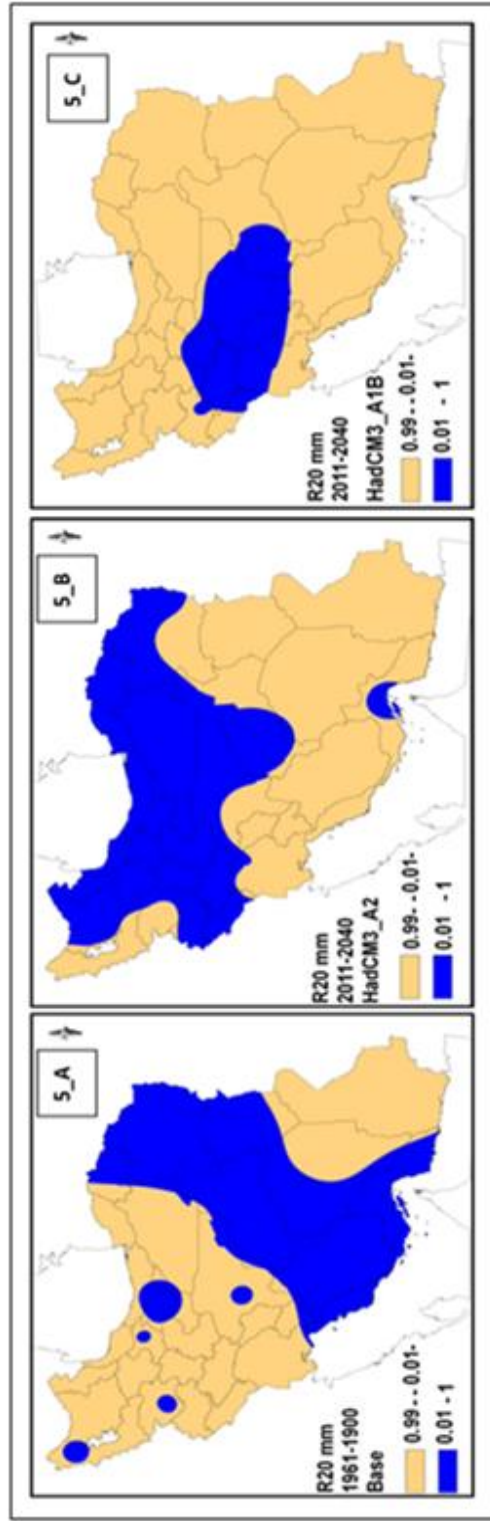 5_A
R20 mm
1961-1900
Base
0.99 - - 0.01-
0.01 - 1
5_B
R20 mm
2011-2040
HadCM3_A2
0.99 - - 0.01-
0.01 - 1
5_C
R20 mm
2011-2040
HadCM3_A1B
0.99 - - 0.01-
0.01 - 1